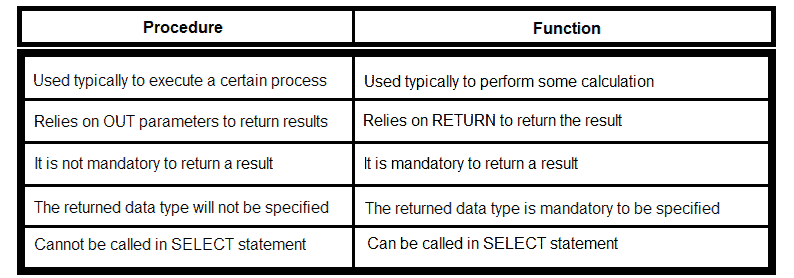 Procedure
Function
Used typically to execute a certain process
Used typically to perform some calculation
Relies on OUT parameters to return results
Relies on RETURN to return the result
It is not mandatory to return a result
It is mandatory to return a result
The returned data type will not be specified
The returned data type is mandatory to be specified
Cannot be called in SELECT statement
Can be called in SELECT statement